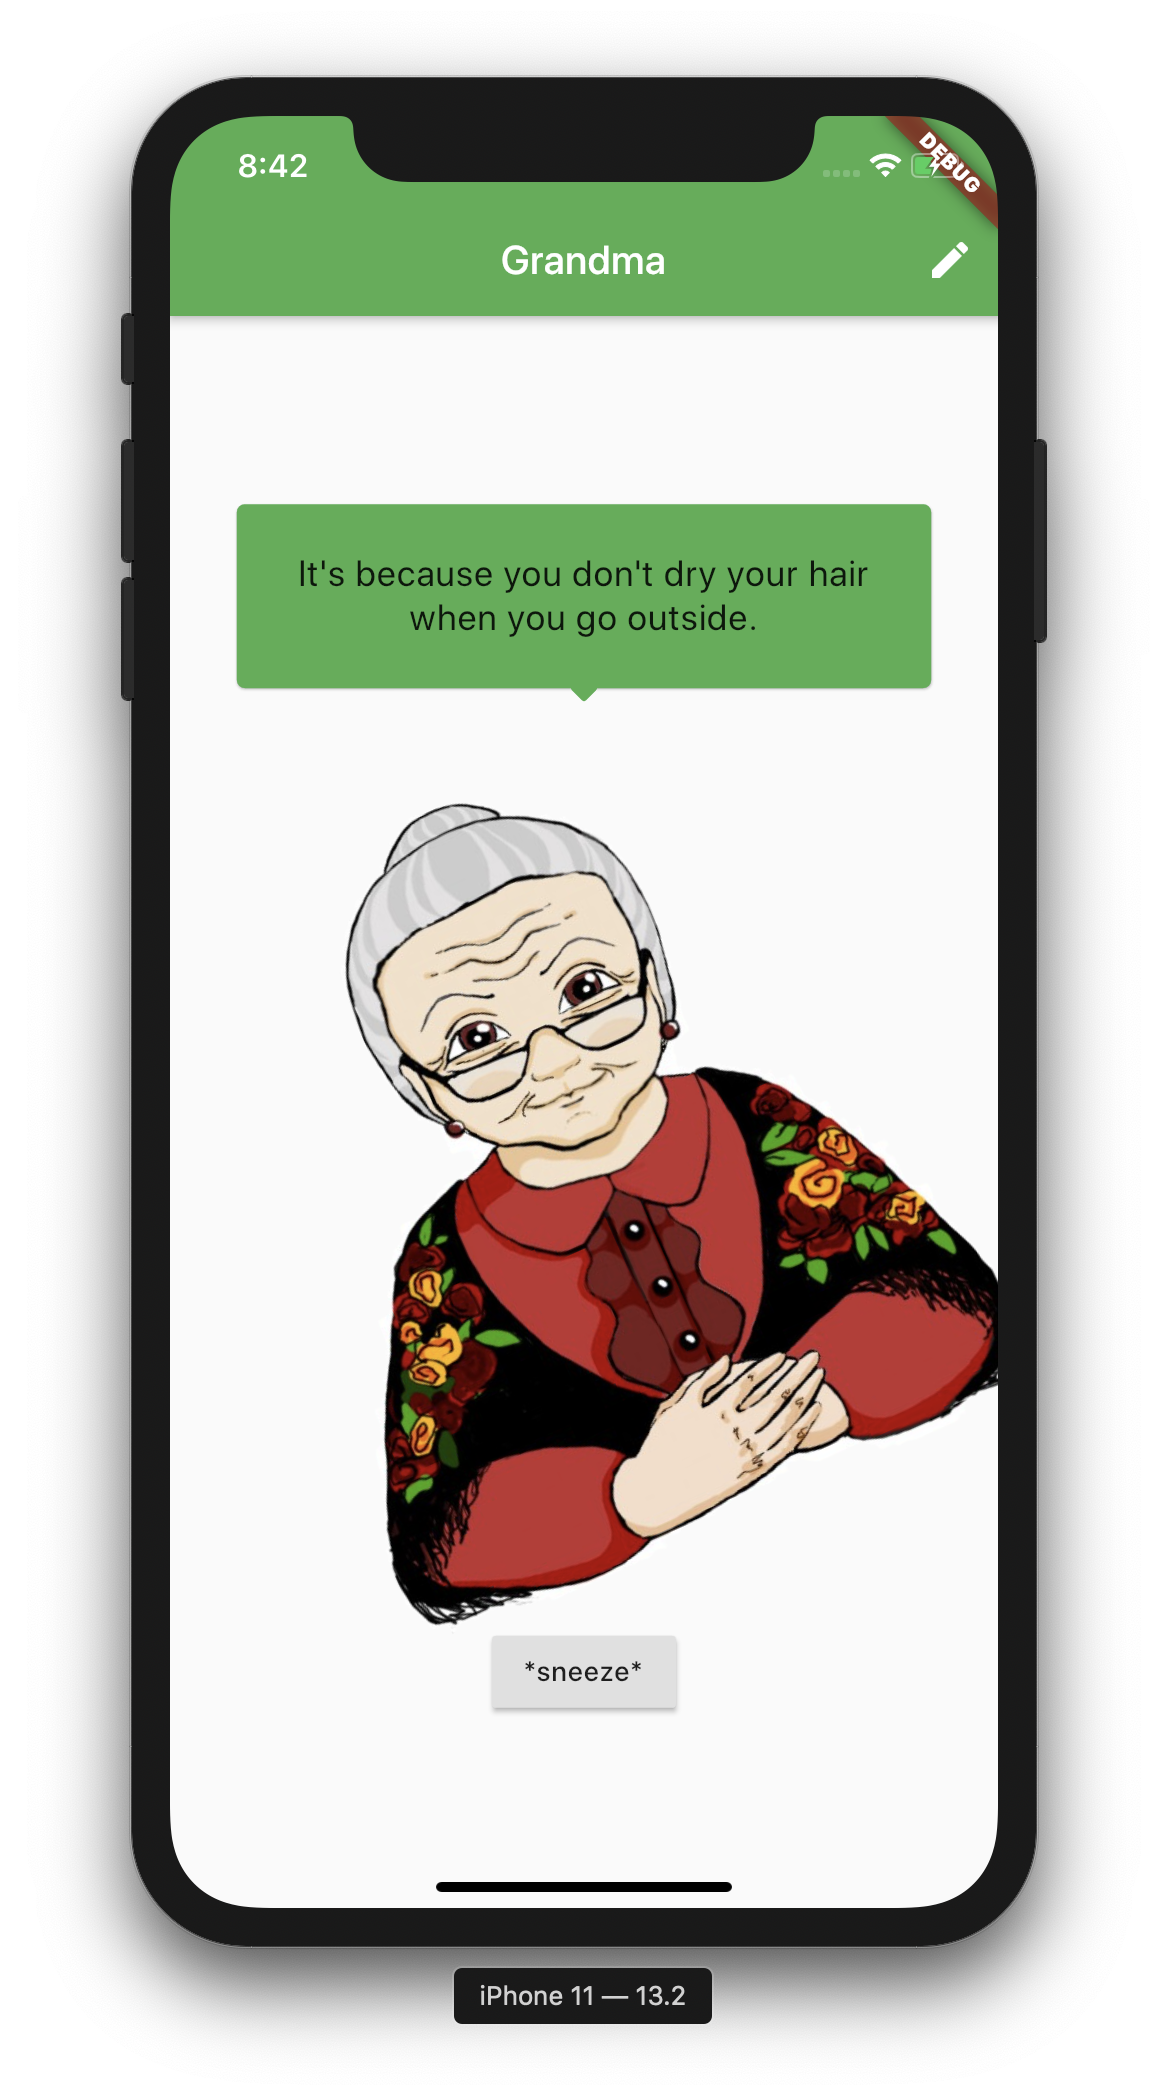 8:42
DEBUG
Grandma
It's because you don't dry your hair
when you go outside.
*sneeze*
iPhone 11 — 13.2